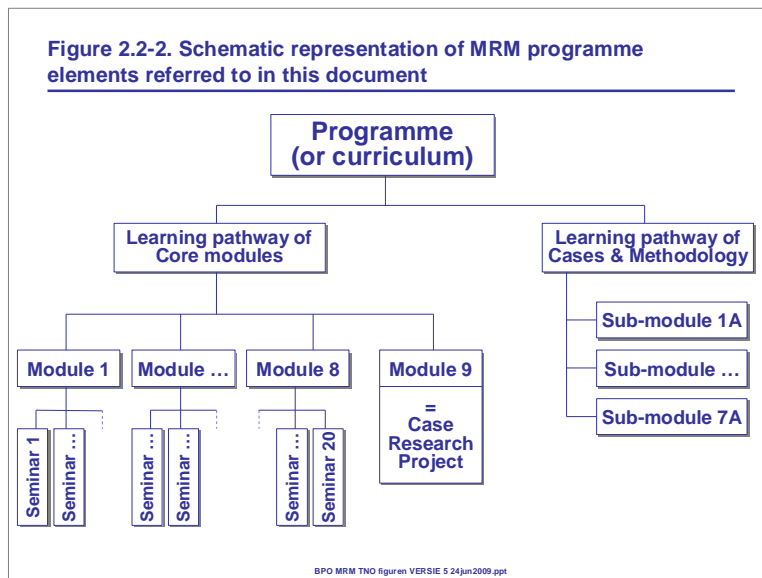 Figure 2.2-2. Schematic representation of MRM programme
elements referred to in this document
Programme
(or curriculum)
Learning pathway of
Core modules
Learning pathway of
Cases & Methodology
Sub-module 1A
Sub-module …
Sub-module 7A
Module 1
Module …
Module 8
Module 9
=
Case
Research
Project
Seminar 1
Seminar …
Seminar …
Seminar …
Seminar …
Seminar 20
BPO MRM TNO figuren VERSIE 5 24jun2009.ppt